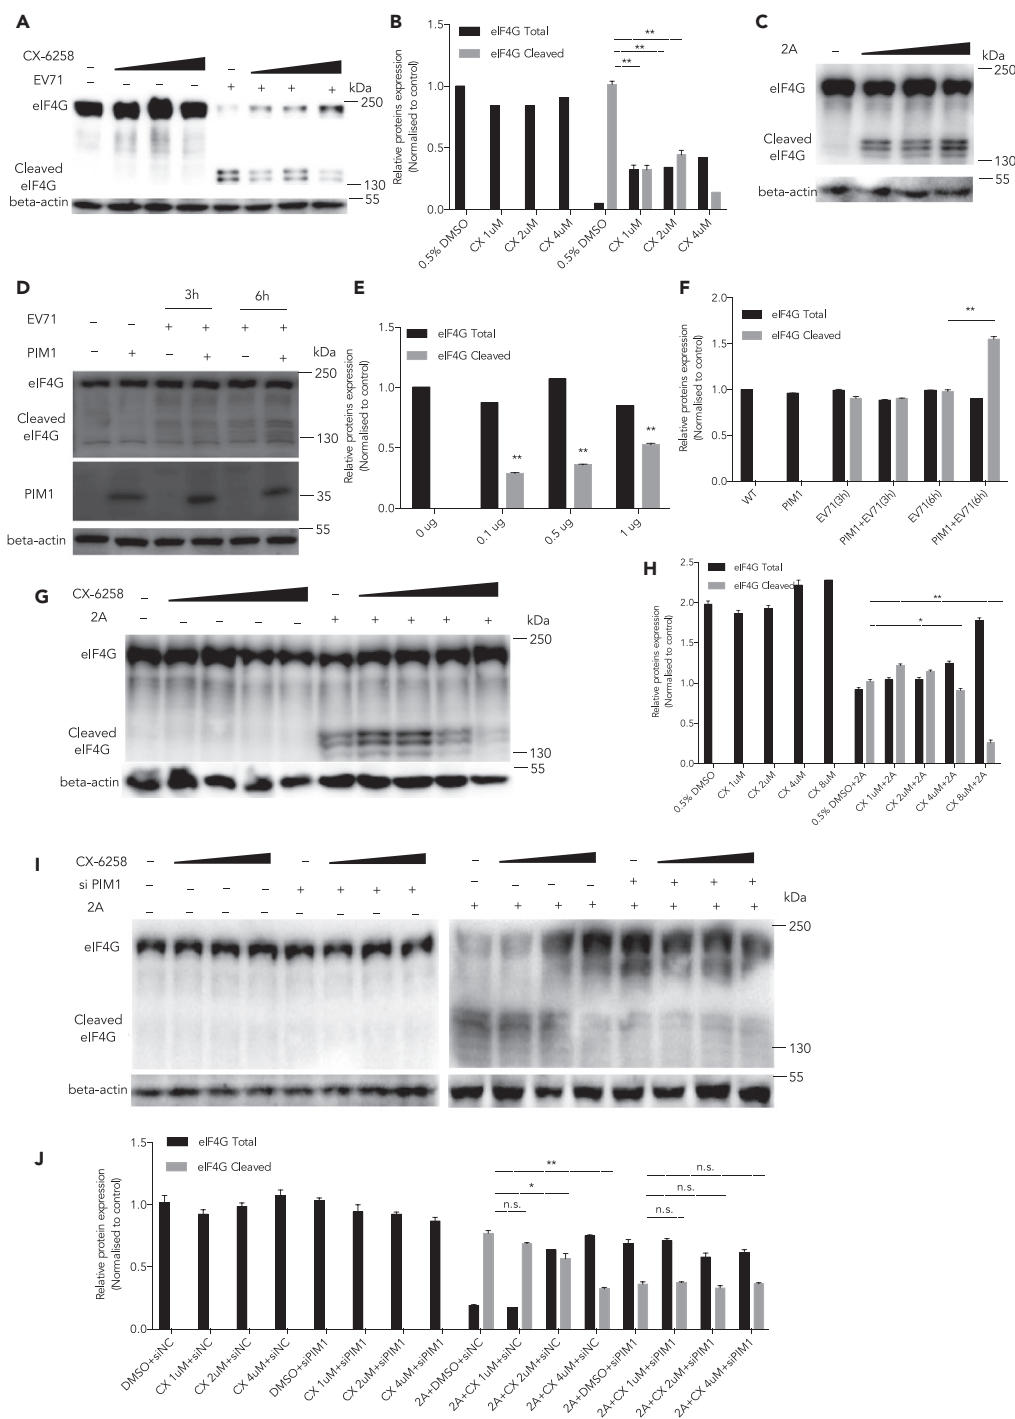 A
CX-6258
EV71
– – – – + + + +
kDa
eIF4G
250
Cleaved
eIF4G
130
beta-actin
55
B
Relative proteins expression
(Normalised to control)
1.5
1.0
0.5
0.0
eIF4G Total
eIF4G Cleaved
**
**
**
0.5% DMSO
CX 1uM
CX 2uM
CX 4uM
0.5% DMSO
CX 1uM
CX 2uM
CX 4uM
C
2A
–
kDa
250
eIF4G
Cleaved
eIF4G
130
55
beta-actin
D
3h 6h
EV71
– – + + + +
PIM1
– + – + – +
kDa
250
eIF4G
Cleaved
eIF4G
130
PIM1
35
55
beta-actin
E
Relative proteins expression
(Normalised to control)
1.5
1.0
0.5
0.0
eIF4G Total
eIF4G Cleaved
**
**
**
0 ug
0.1 ug
0.5 ug
1 ug
F
Relative proteins expression
(Normalised to control)
2.0
1.5
1.0
0.5
0.0
eIF4G Total
eIF4G Cleaved
**
WT
PIM1
EV71(3h)
PIM1+EV71(3h)
EV71(6h)
PIM1+EV71(6h)
G
CX-6258
– –
2A
– – – – – + + + + +
kDa
250
eIF4G
Cleaved
eIF4G
130
55
beta-actin
H
Relative proteins expression
(Normalised to control)
2.5
2.0
1.5
1.0
0.5
0.0
eIF4G Total
eIF4G Cleaved
**
*
0.5% DMSO
CX 1uM
CX 2uM
CX 4uM
CX 8uM
0.5% DMSO+2A
CX 1uM+2A
CX 2uM+2A
CX 4uM+2A
CX 8uM+2A
I
CX-6258
– – – –
si PIM1
– – – – + + + + – – – – + + + +
2A
– – – – – – – – + + + + + + + +
kDa
250
eIF4G
Cleaved
eIF4G
130
55
beta-actin
J
Relative protein expression
(Normalised to control)
1.5
1.0
0.5
0.0
eIF4G Total
eIF4G Cleaved
**
*
n.s.
n.s.
n.s.
n.s.
DMSO+siNC
CX 1uM+siNC
CX 2uM+siNC
CX 4uM+siNC
DMSO+siPIM1
CX 1uM+siPIM1
CX 2uM+siPIM1
CX 4uM+siPIM1
2A+DMSO+siNC
2A+CX 1uM+siNC
2A+CX 2uM+siNC
2A+CX 4uM+siNC
2A+DMSO+siPIM1
2A+CX 1uM+siPIM1
2A+CX 2uM+siPIM1
2A+CX 4uM+siPIM1